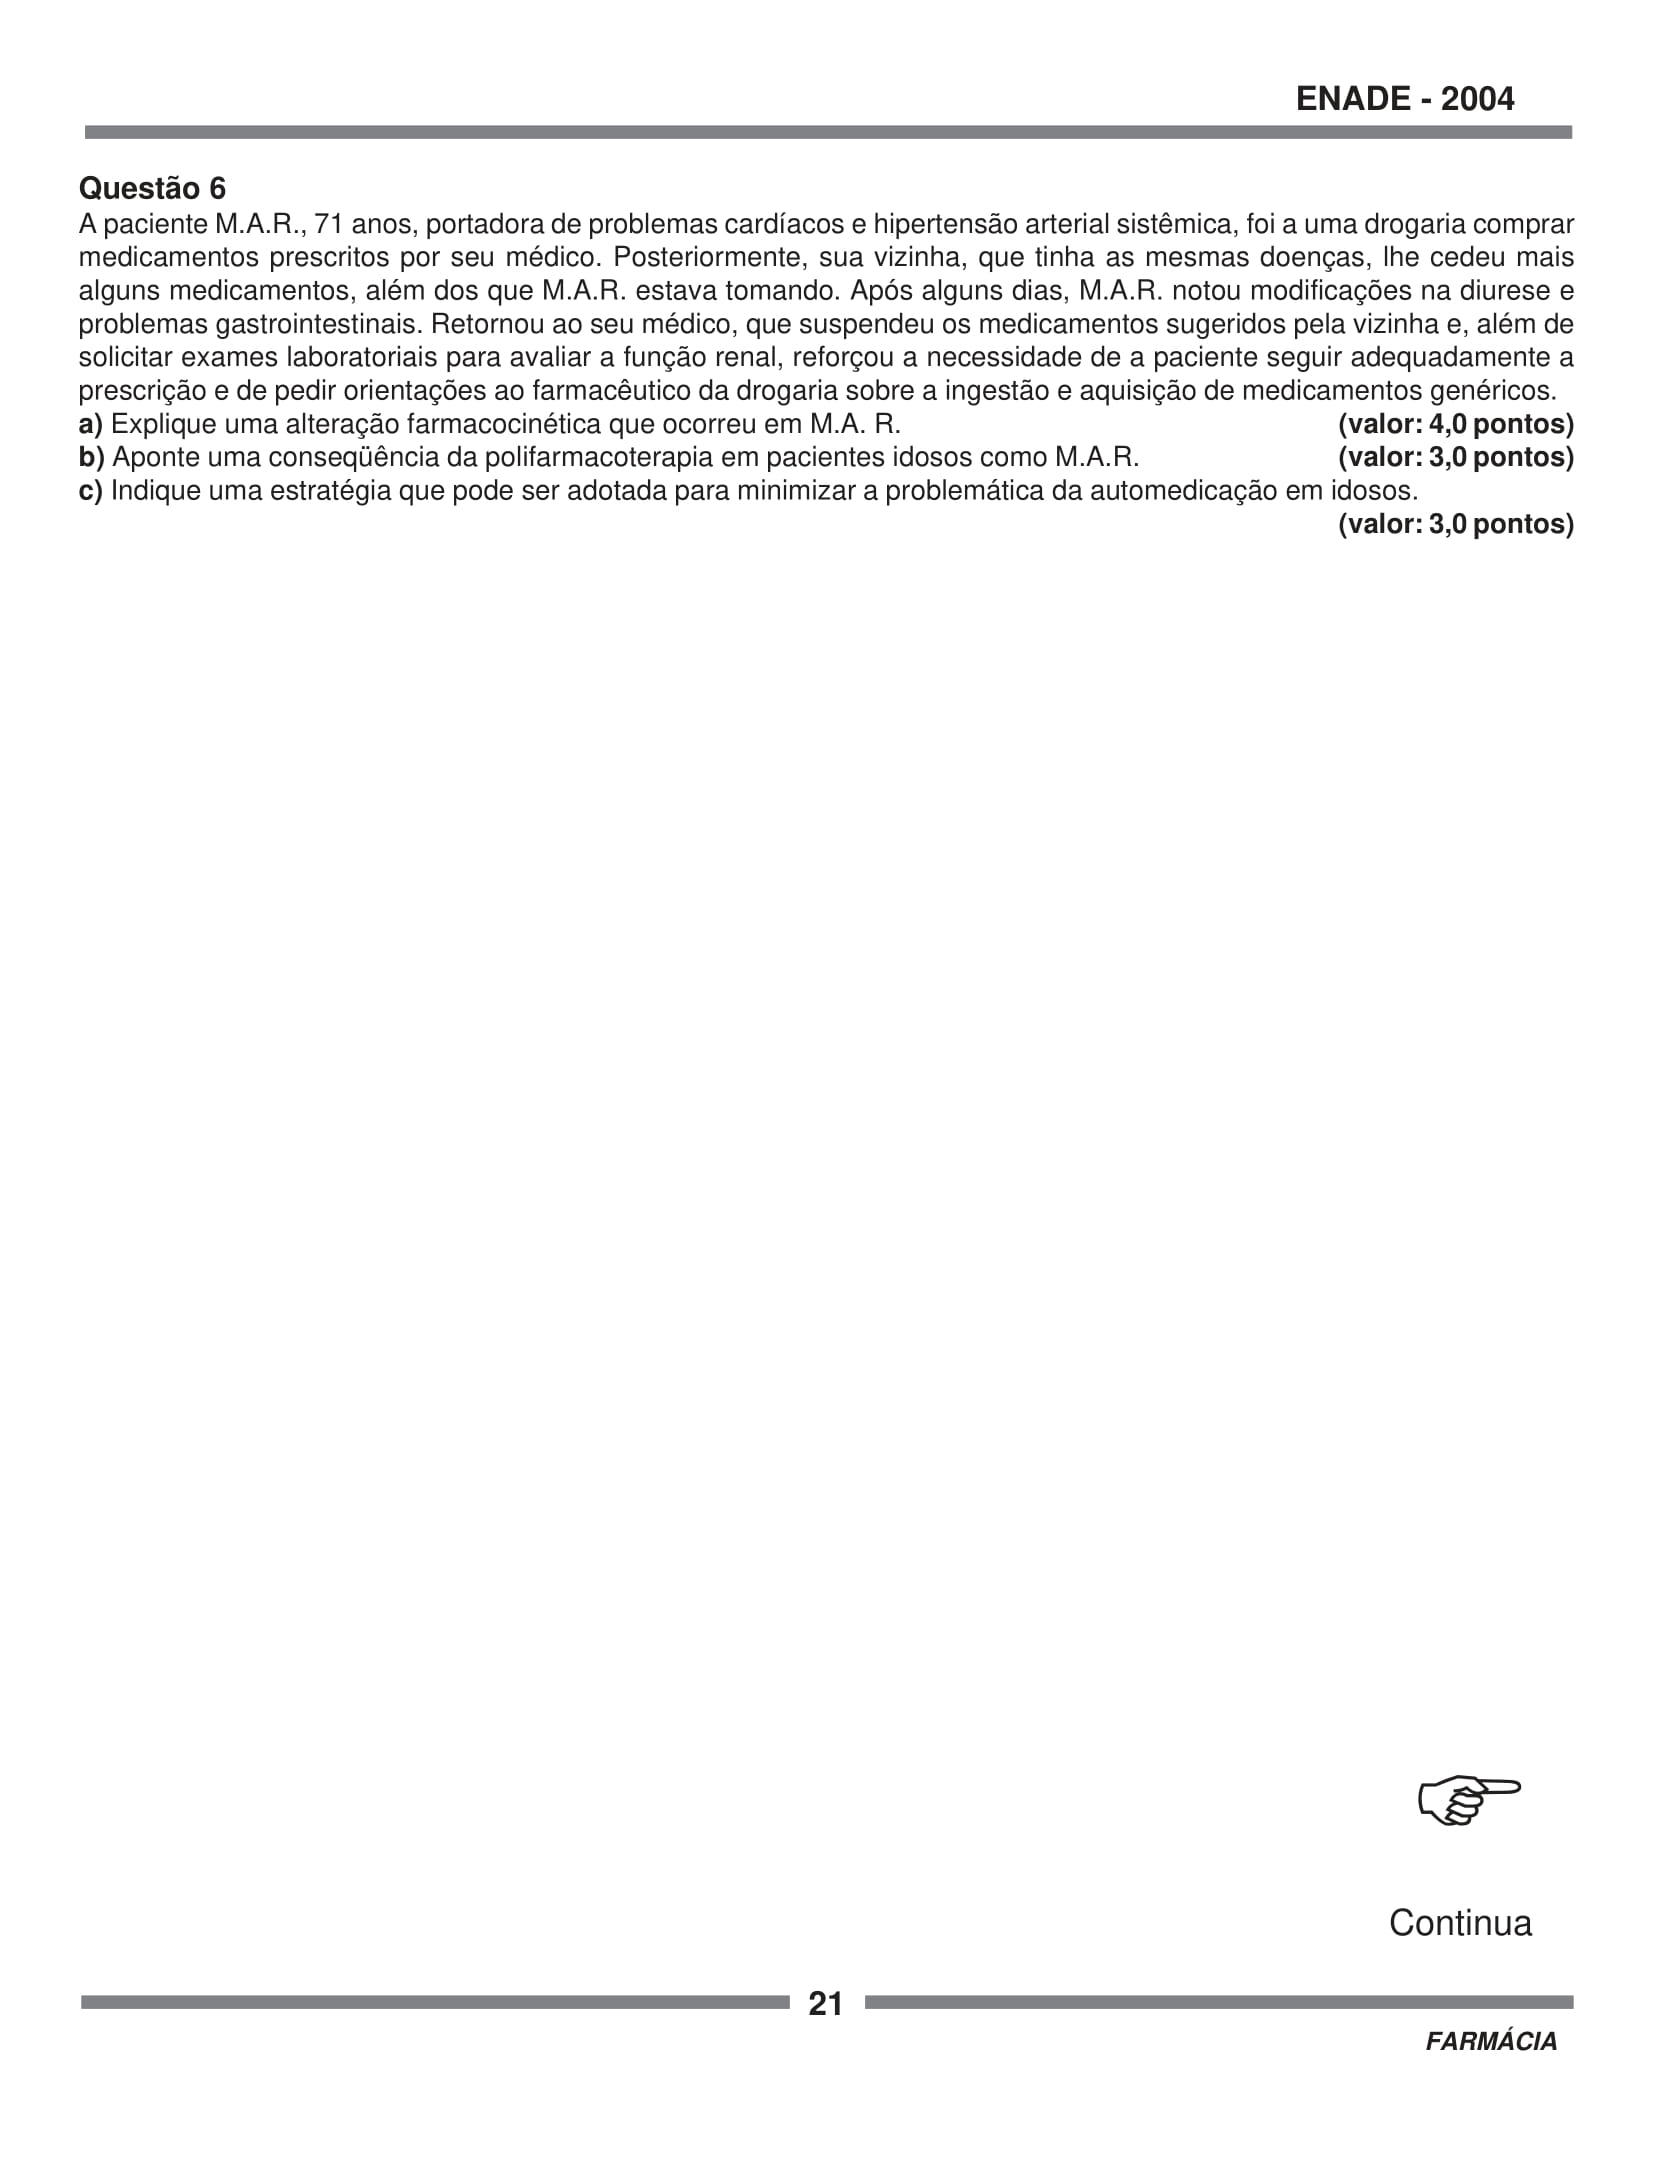 ENADE - 2004
Questão 6
A paciente M.A.R., 71 anos, portadora de problemas cardíacos e hipertensão arterial sistêmica, foi a uma drogaria comprar
medicamentos prescritos por seu médico. Posteriormente, sua vizinha, que tinha as mesmas doenças, lhe cedeu mais
alguns medicamentos, além dos que M.A.R. estava tomando. Após alguns dias, M.A.R. notou modificações na diurese e
problemas gastrointestinais. Retornou ao seu médico, que suspendeu os medicamentos sugeridos pela vizinha e, além de
solicitar exames laboratoriais para avaliar a função renal, reforçou a necessidade de a paciente seguir adequadamente a
prescrição e de pedir orientações ao farmacêutico da drogaria sobre a ingestão e aquisição de medicamentos genéricos.
a) Explique uma alteração farmacocinética que ocorreu em M.A. R. (valor: 4,0 pontos)
b) Aponte uma conseqüência da polifarmacoterapia em pacientes idosos como M.A.R. (valor: 3,0 pontos)
c) Indique uma estratégia que pode ser adotada para minimizar a problemática da automedicação em idosos.
(valor: 3,0 pontos)
Continua
21
FARMÁCIA